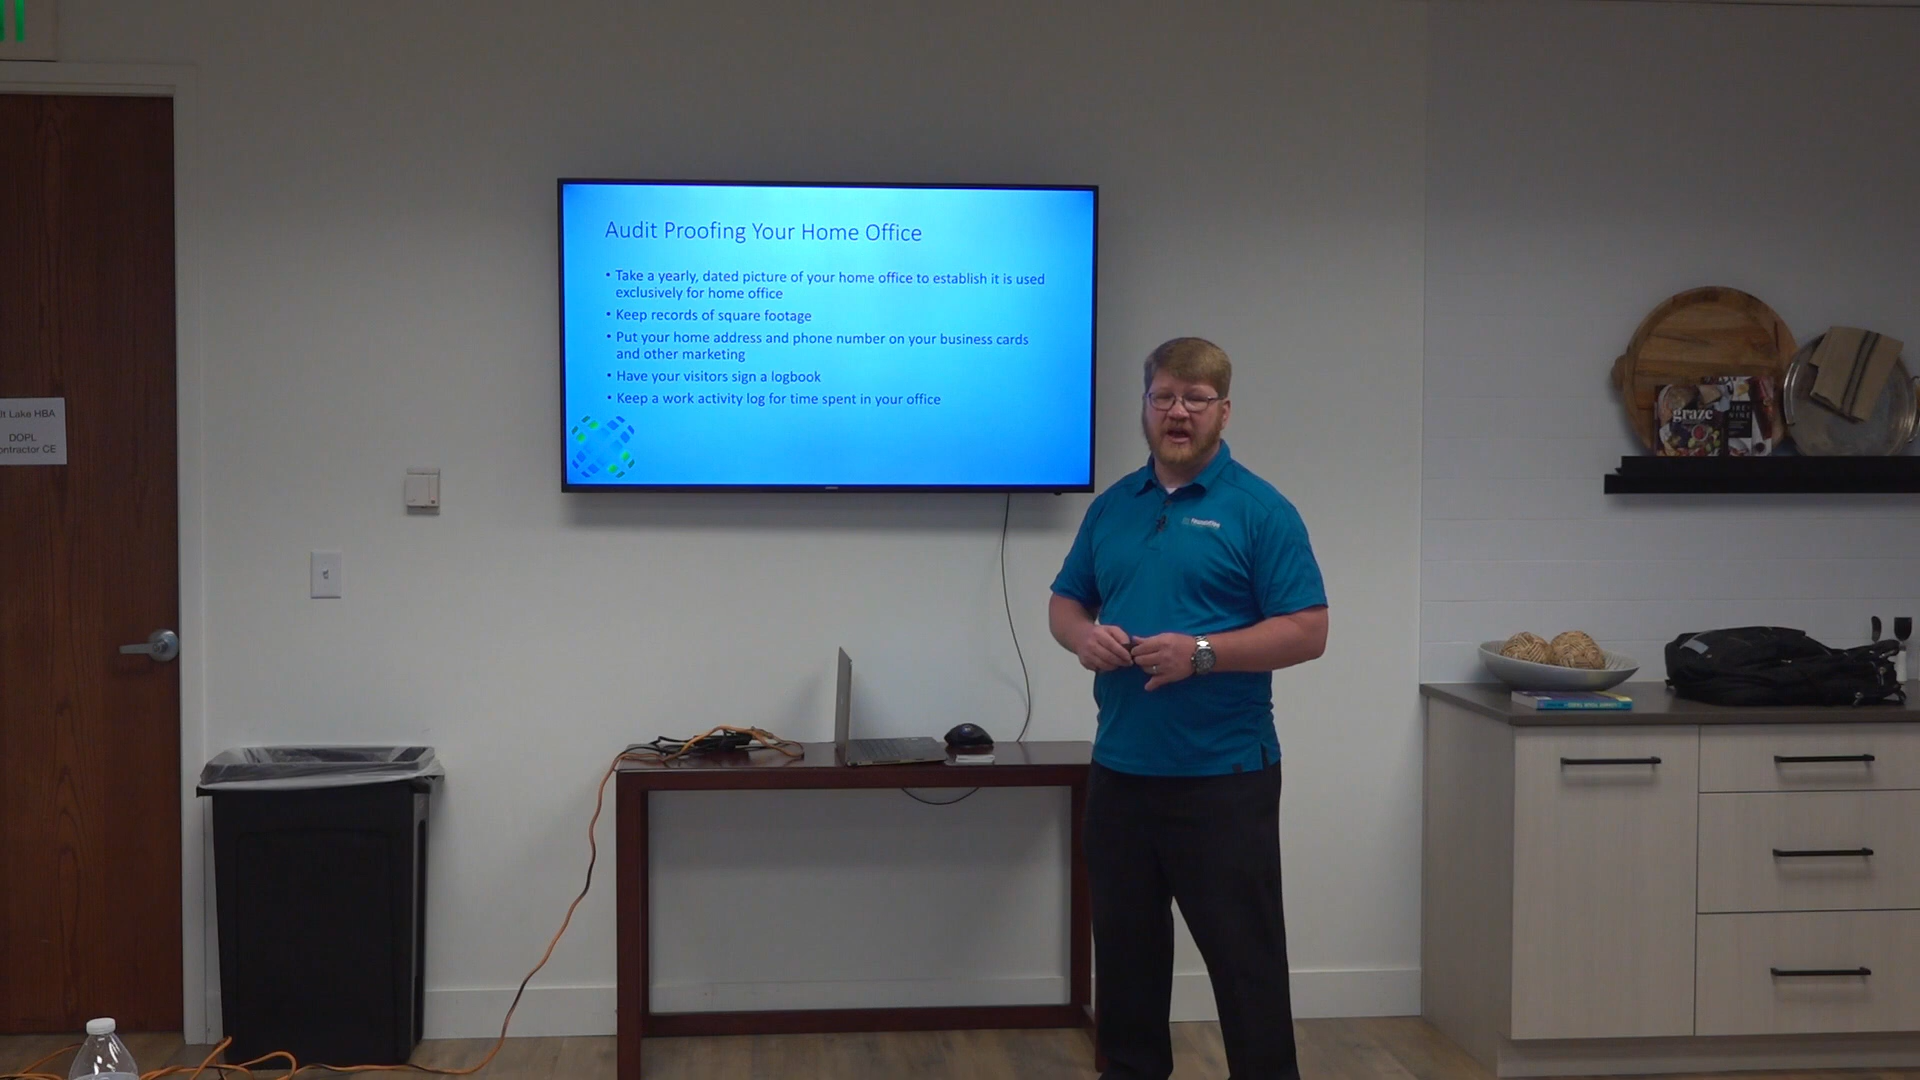 Audit Proofing Your Home Office
• Take a yearly, dated picture of your home office to establish it is used
exclusively for home office
• Keep records of square footage
• Put your home address and phone number on your business cards
and other marketing
• Have your visitors sign a logbook
• Keep a work activity log for time spent in your office
lt Lake HBA
DOPL
ontractor CE
Foundation
graze